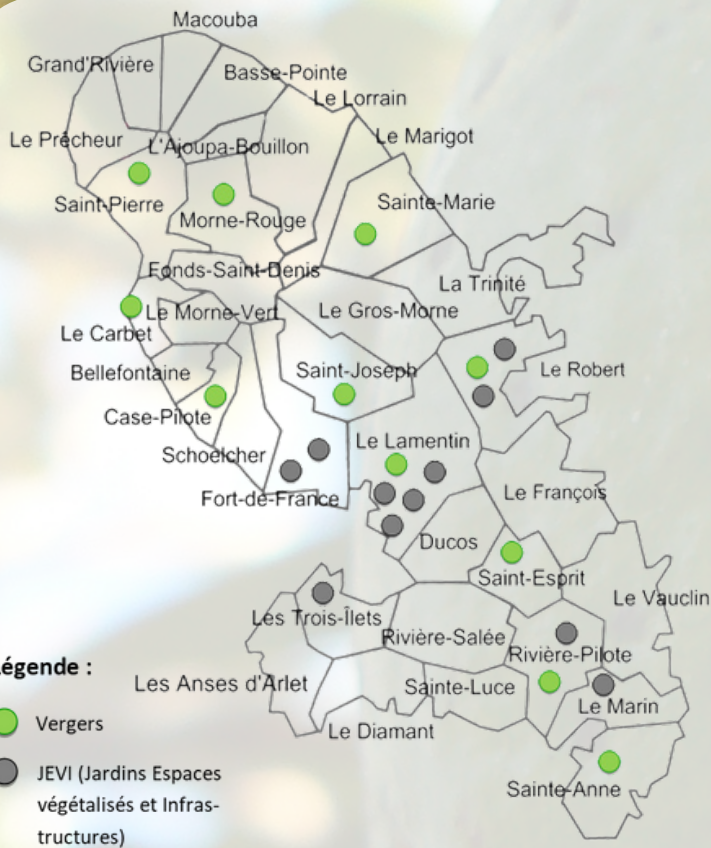 Macouba
Grand'Rivière
Basse-Pointe
Le Lorrain
Le Prêcheur
L'Ajoupa-Bouillon
Le Marigot
Saint-Pierre
Morne-Rouge
Sainte-Marie
Fonds-Saint-Denis
La Trinité
Le Morne-Vert
Le Gros-Morne
Le Carbet
Bellefontaine
Saint-Joseph
Le Robert
Case-Pilote
Schoelcher
Le Lamentin
Fort-de-France
Le François
Ducos
Saint-Esprit
Le Vauclin
Les Trois-Îlets
Rivière-Salée
Rivière-Pilote
Les Anses d'Arlet
Sainte-Luce
Le Marin
Le Diamant
Sainte-Anne
égende :
Vergers
JEVI (Jardins Espaces
végétalisés et Infras-
tructures)